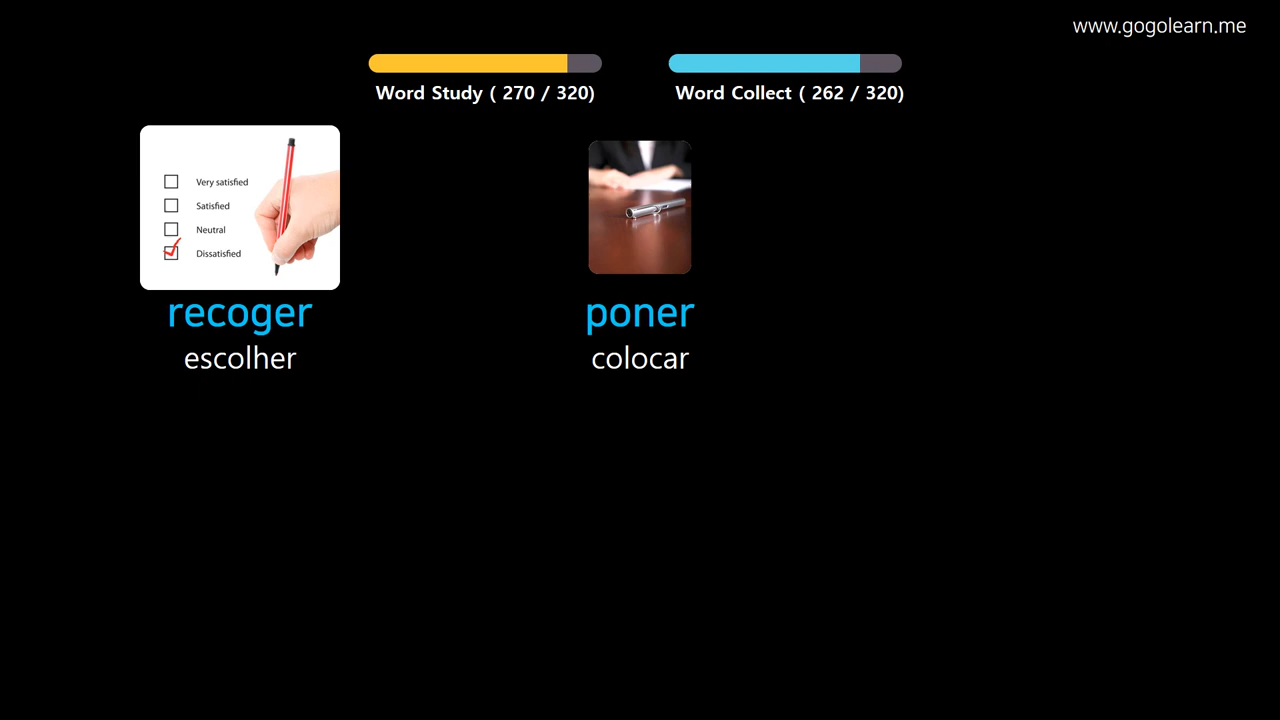 www.gogolearn.me
Word Study ( 270 / 320)
Word Collect ( 262 / 320)
Very satisfied
Satisfied
Neutral
Dissatisfied
recoger
escolher
poner
colocar